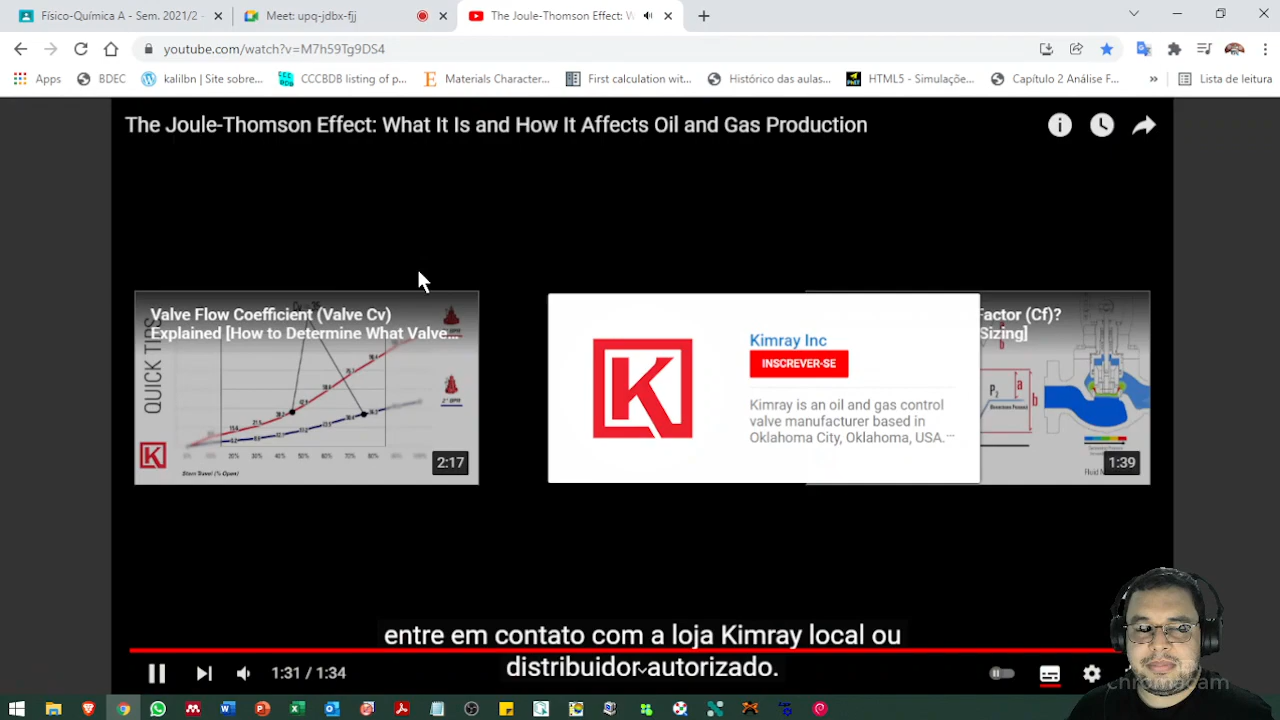 Físico-Química A - Sem. 2021/2 -
Meet: upq-jdbx-fjj
The Joule-Thomson Effect: W
youtube.com/watch?v=M7h59Tg9DS4
Apps
BDEC
kalilbn | Site sobre...
CCCBDB listing of p...
Materials Character...
First calculation wit...
Histórico das aulas...
HTML5 - Simulaçõe...
Capítulo 2 Análise F...
»
Lista de leitura
The Joule-Thomson Effect: What It Is and How It Affects Oil and Gas Production
Valve Flow Coefficient (Valve Cv)
Explained [How to Determine What Valve...
QUICK TIPS
Stem Travel (% Open)
2:17
K
Kimray Inc
INSCREVER-SE
Kimray is an oil and gas control
valve manufacturer based in
Oklahoma City, Oklahoma, USA....
Factor (Cf)?
Sizing]
P2
a
b
1:39
entre em contato com a loja Kimray local ou
distribuidor autorizado.
1:31 / 1:34
chromacam